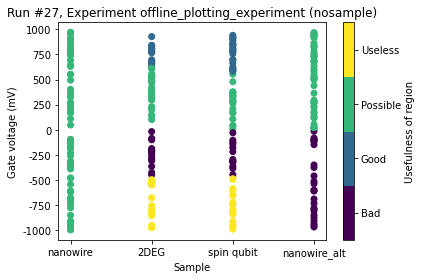 Run #27, Experiment offline_plotting_experiment (nosample)
Gate voltage (mV)
1000
750
500
250
0
-250
-500
-750
-1000
nanowire
2DEG
spin qubit
nanowire_alt
Sample
Useless
Possible
Good
Bad
Usefulness of region